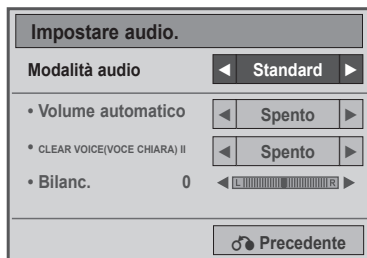 Impostare audio.
Modalità audio ◄ Standard ►
• Volume automatico ◄ Spento ►
• CLEAR VOICE(VOCE CHIARA) II ◄ Spento ►
• Bilanc. 0 ◄ L R ►
Precedente